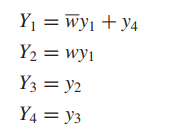 Y₁ = w̅y₁ + y₄
Y₂ = wy₁
Y₃ = y₂
Y₄ = y₃